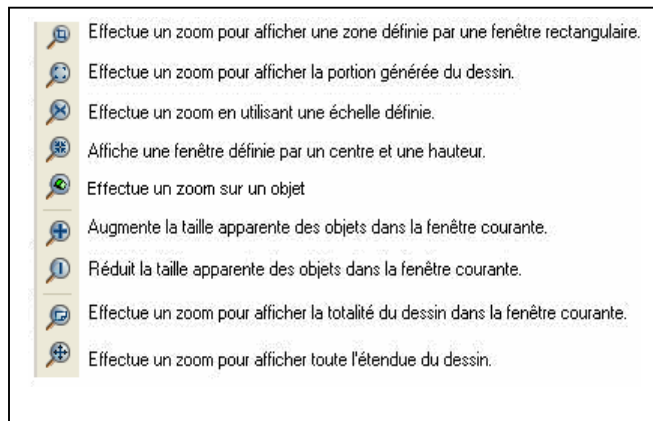 Effectue un zoom pour afficher une zone définie par une fenêtre rectangulaire.
Effectue un zoom pour afficher la portion générée du dessin.
Effectue un zoom en utilisant une échelle définie.
Affiche une fenêtre définie par un centre et une hauteur.
Effectue un zoom sur un objet
Augmente la taille apparente des objets dans la fenêtre courante.
Réduit la taille apparente des objets dans la fenêtre courante.
Effectue un zoom pour afficher la totalité du dessin dans la fenêtre courante.
Effectue un zoom pour afficher toute l'étendue du dessin.